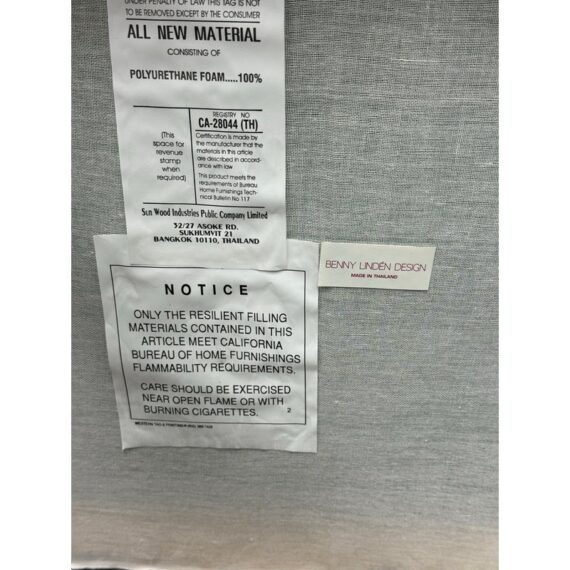 UNDER PENALTY OF LAW THIS TAG IS NOT
TO BE REMOVED EXCEPT BY THE CONSUMER
ALL NEW MATERIAL
CONSISTING OF
POLYURETHANE FOAM.....100%
(This
space for
revenue
stamp
when
required)
REGISTRY NO
CA-28044 (TH)
Certification is made by
the manufacturer that the
materials in this article
are described in accord-
ance with law
This product meets the
requirements of Bureau
Home Furnishings Tech-
nical Bulletin No 117
Sun Wood Industries Public Company Limited
32/27 ASOKE RD.
SUKHUMVIT 21
BANGKOK 10110, THAILAND
BENNY LINDÉN DESIGN
MADE IN THAILAND
NOTICE
ONLY THE RESILIENT FILLING
MATERIALS CONTAINED IN THIS
ARTICLE MEET CALIFORNIA
BUREAU OF HOME FURNISHINGS
FLAMMABILITY REQUIREMENTS.
CARE SHOULD BE EXERCISED
NEAR OPEN FLAME OR WITH
BURNING CIGARETTES. 2